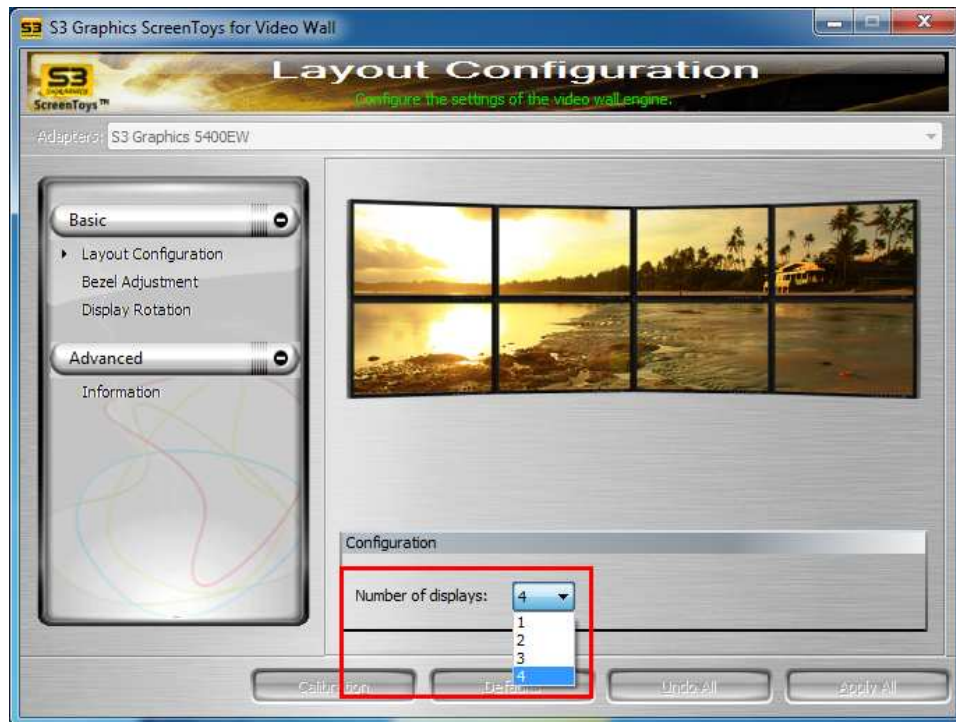 S3 S3 Graphics ScreenToys for Video Wall
S3
GRAPHICS
ScreenToys™
Layout Configuration
Configure the settings of the video wall engine.
Adapters: S3 Graphics 5400EW
Basic
Layout Configuration
Bezel Adjustment
Display Rotation
Advanced
Information
Configuration
Number of displays: 4
1
2
3
4
Calibration
Undo All
Apply All